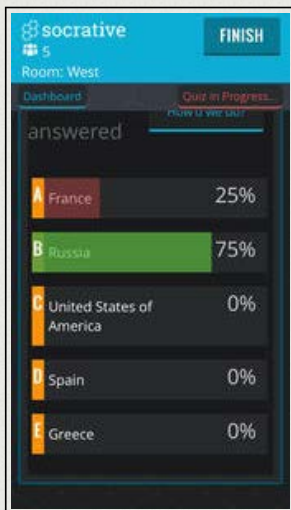 socrative
FINISH
5
Room: West
Dashboard
Quiz in Progress...
How'd we do?
answered
A France 25%
B Russia 75%
C United States of
America 0%
D Spain 0%
E Greece 0%